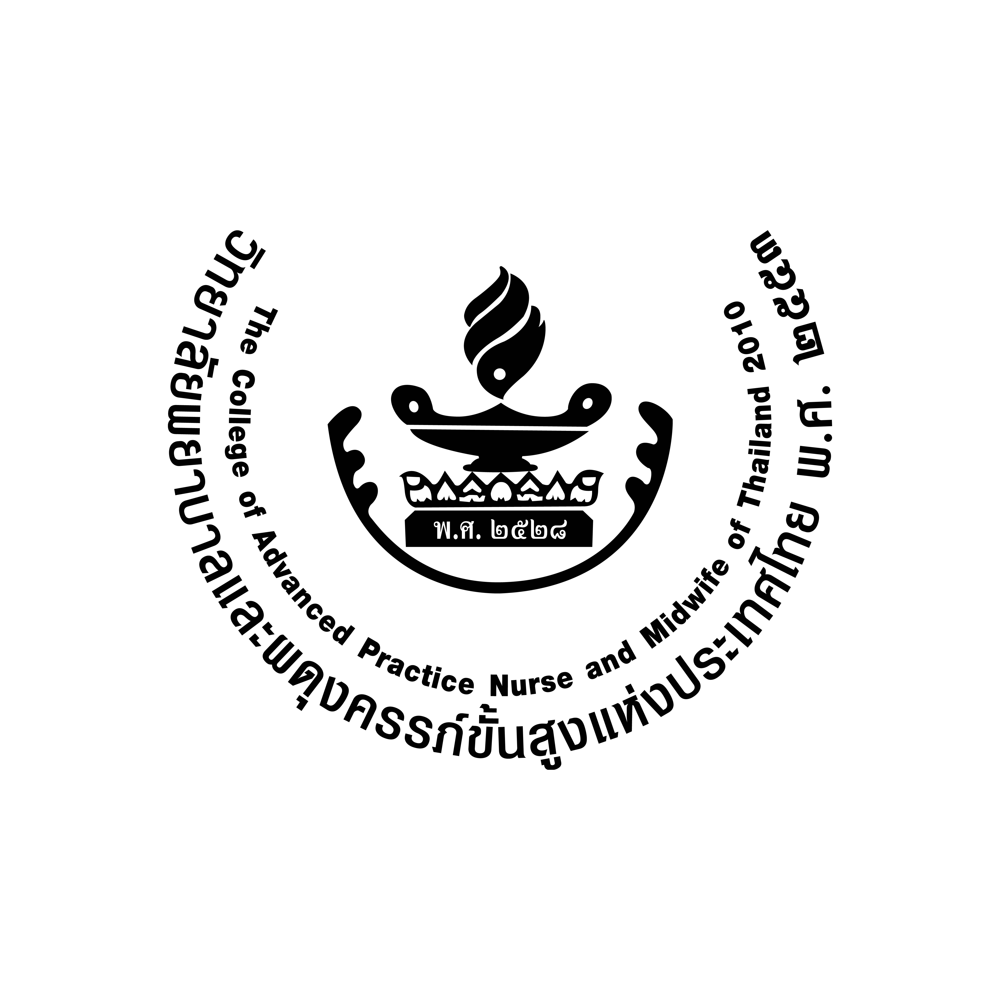 วิทยาลัยพยาบาลและผดุงครรภ์ขั้นสูงแห่งประเทศไทย พ.ศ. ๒๕๕๓
The College of Advanced Practice Nurse and Midwife of Thailand 2oro
พ.ศ. ๒๕๒๘